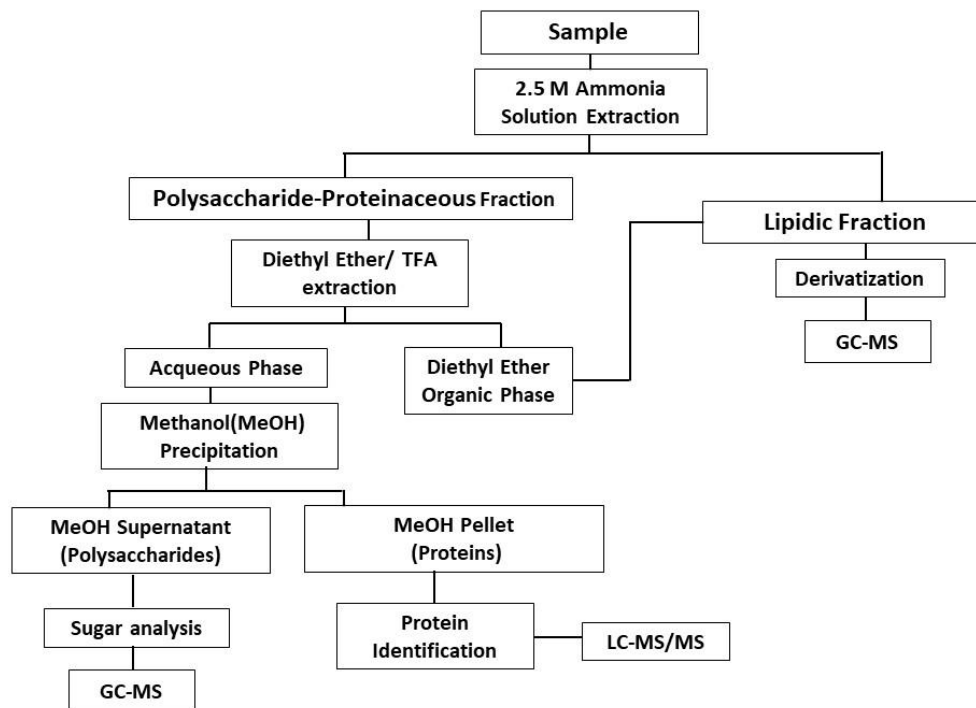 Sample
2.5 M Ammonia
Solution Extraction
Polysaccharide-Proteinaceous Fraction
Lipidic Fraction
Diethyl Ether/ TFA
extraction
Derivatization
GC-MS
Acqueous Phase
Diethyl Ether
Organic Phase
Methanol(MeOH)
Precipitation
MeOH Supernatant
(Polysaccharides)
MeOH Pellet
(Proteins)
Sugar analysis
Protein
Identification
LC-MS/MS
GC-MS